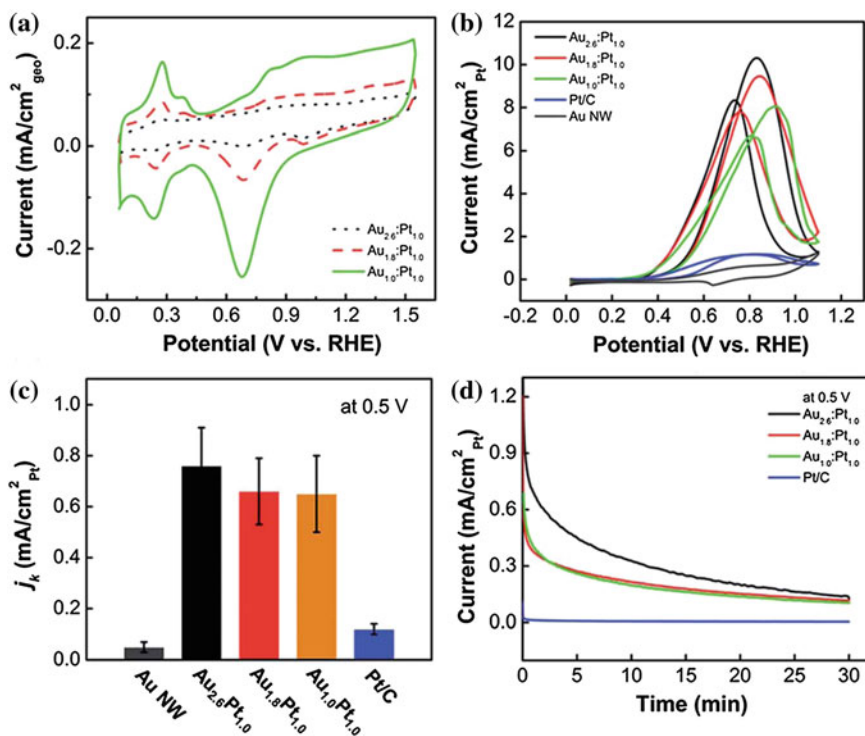 (a)
0.2
0.0
-0.2
Current (mA/cm²geo)
Au2.6:Pt1.0
Au1.8:Pt1.0
Au1.0:Pt1.0
0.0 0.3 0.6 0.9 1.2 1.5
Potential (V vs. RHE)
(b)
12
10
8
6
4
2
0
Current (mA/cm²Pt)
Au2.6:Pt1.0
Au1.8:Pt1.0
Au1.0:Pt1.0
Pt/C
Au NW
-0.2 0.0 0.2 0.4 0.6 0.8 1.0 1.2
Potential (V vs. RHE)
(c)
1.0
0.8
0.6
0.4
0.2
0.0
jk (mA/cm²Pt)
at 0.5 V
Au NW
Au2.6Pt1.0
Au1.8Pt1.0
Au1.0Pt1.0
Pt/C
(d)
1.2
0.9
0.6
0.3
0.0
Current (mA/cm²Pt)
at 0.5 V
Au2.6:Pt1.0
Au1.8:Pt1.0
Au1.0:Pt1.0
Pt/C
0 5 10 15 20 25 30
Time (min)